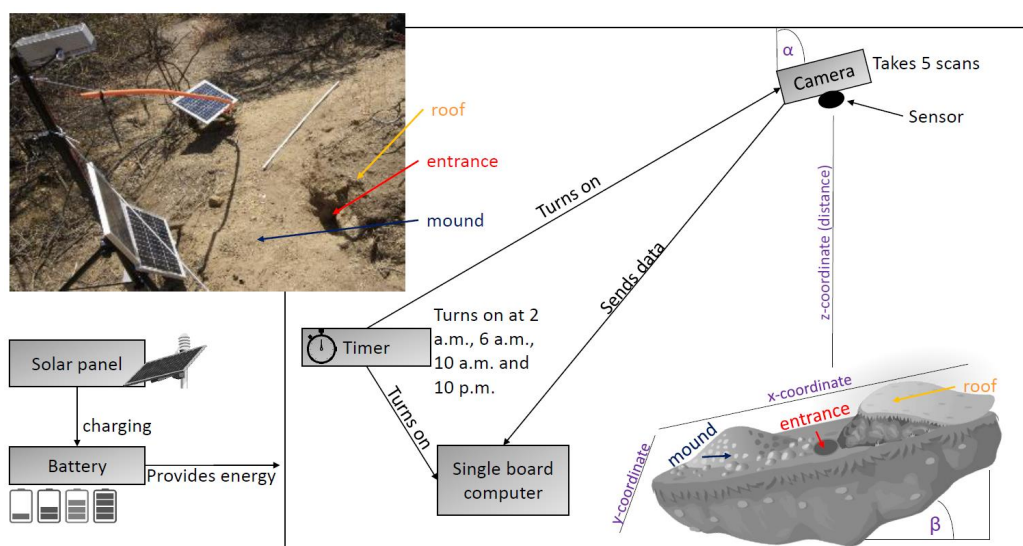 roof
entrance
mound
α
Camera
Takes 5 scans
Sensor
Turns on
Sends data
z-coordinate (distance)
Timer
Turns on at 2
a.m., 6 a.m.,
10 a.m. and
10 p.m.
Turns on
Solar panel
charging
Battery
Provides energy
Single board
computer
x-coordinate
roof
entrance
mound
y-coordinate
β